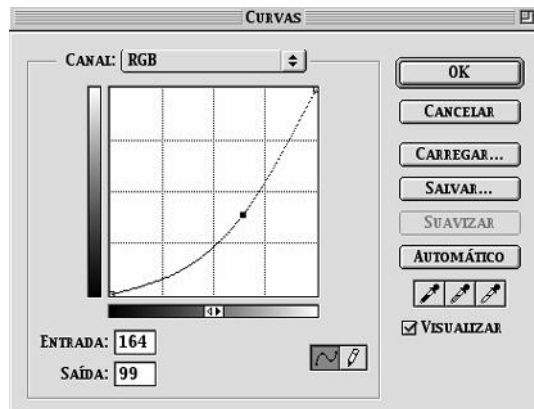 CURVAS
CANAL: RGB
OK
CANCELAR
CARREGAR...
SALVAR...
SUAVIZAR
AUTOMÁTICO
VISUALIZAR
ENTRADA: 164
SAÍDA: 99